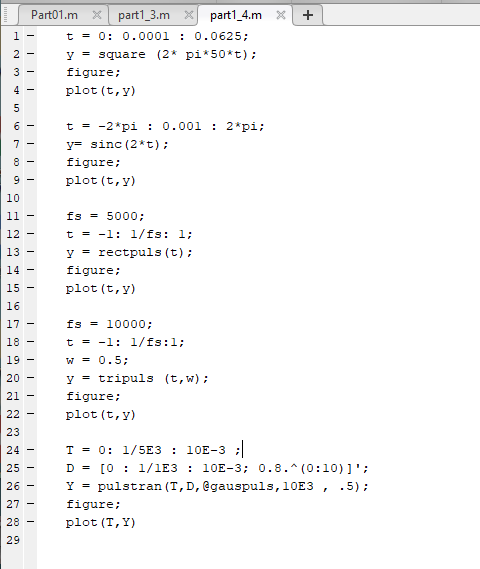 Part01.m × part1_3.m × part1_4.m × +
1 – t = 0: 0.0001 : 0.0625;
2 – y = square (2* pi*50*t);
3 – figure;
4 – plot(t,y)
5
6 – t = -2*pi : 0.001 : 2*pi;
7 – y= sinc(2*t);
8 – figure;
9 – plot(t,y)
10
11 – fs = 5000;
12 – t = -1: 1/fs: 1;
13 – y = rectpuls(t);
14 – figure;
15 – plot(t,y)
16
17 – fs = 10000;
18 – t = -1: 1/fs:1;
19 – w = 0.5;
20 – y = tripuls (t,w);
21 – figure;
22 – plot(t,y)
23
24 – T = 0: 1/5E3 : 10E-3 ;
25 – D = [0 : 1/1E3 : 10E-3; 0.8.^(0:10)]';
26 – Y = pulstran(T,D,@gauspuls,10E3 , .5);
27 – figure;
28 – plot(T,Y)
29